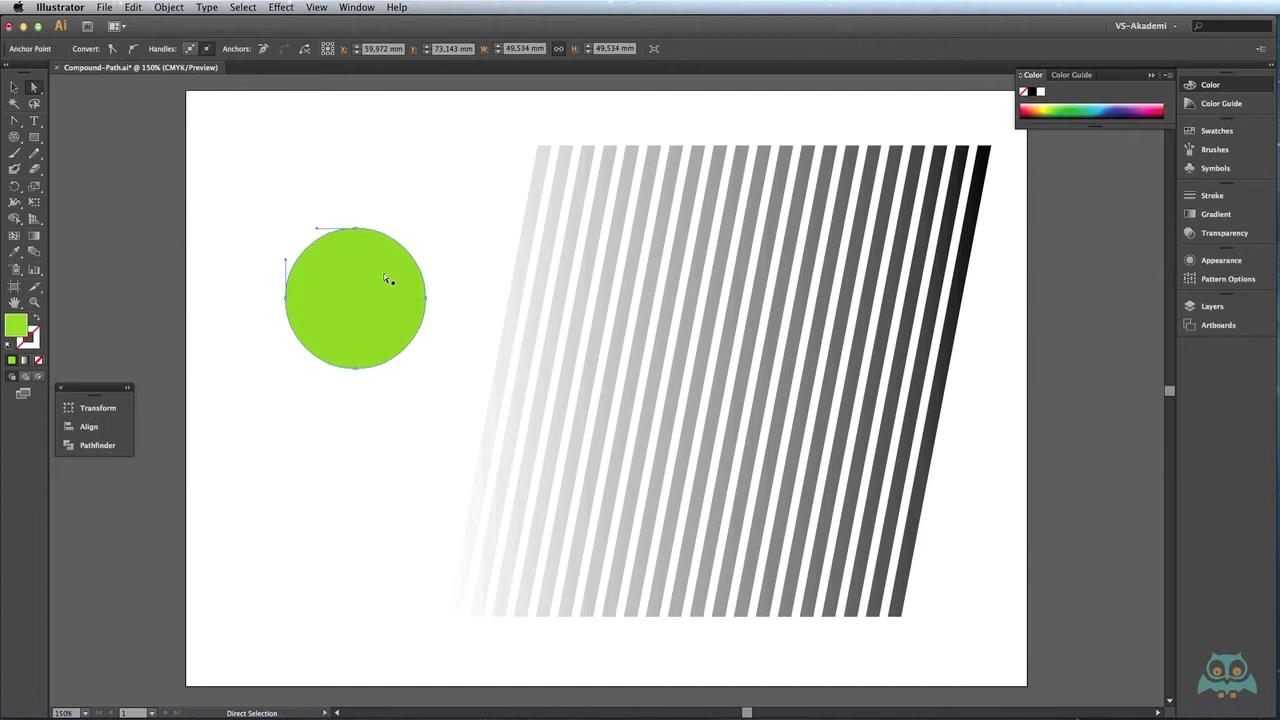 Illustrator File Edit Object Type Select Effect View Window Help
Ai VS-Akademi
Anchor Point Convert: Handles: Anchors: X: 59,972 mm Y: 73,143 mm W: 49,534 mm H: 49,534 mm
× Compound-Path.ai* @ 150% (CMYK/Preview)
Color Color Guide
Color
Color Guide
Swatches
Brushes
Symbols
Stroke
Gradient
Transparency
Appearance
Pattern Options
Layers
Artboards
Transform
Align
Pathfinder
150% 1 Direct Selection